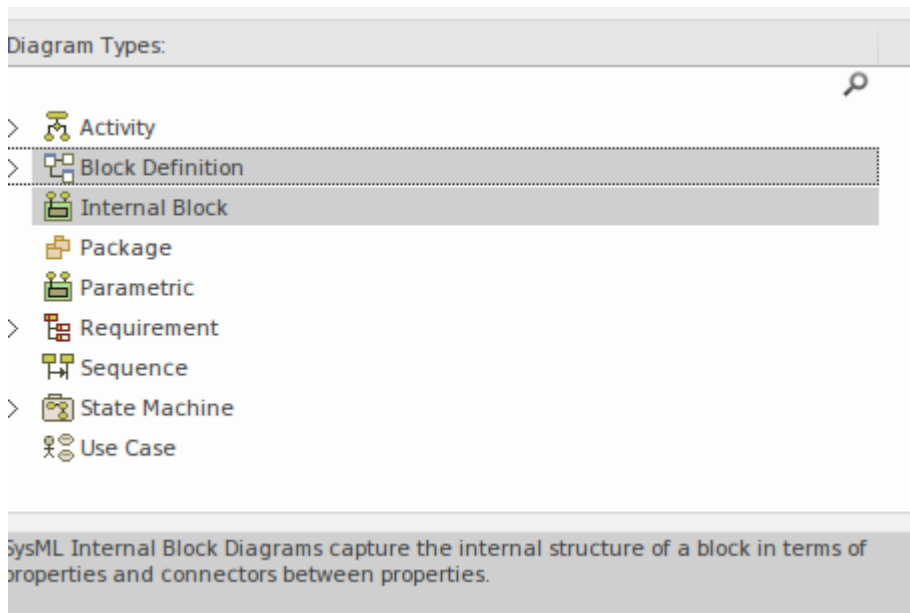 Diagram Types:
Activity
Block Definition
Internal Block
Package
Parametric
Requirement
Sequence
State Machine
Use Case
SysML Internal Block Diagrams capture the internal structure of a block in terms of
properties and connectors between properties.